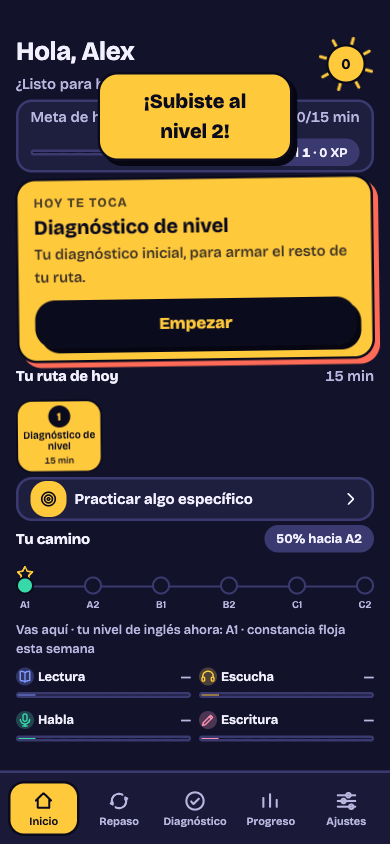 Hola, Alex
0
¿Listo para
¡Subiste al
nivel 2!
Meta de
0/15 min
1 · 0 XP
HOY TE TOCA
Diagnóstico de nivel
Tu diagnóstico inicial, para armar el resto de
tu ruta.
Empezar
Tu ruta de hoy
15 min
1
Diagnóstico de
nivel
15 min
Practicar algo específico
Tu camino
50% hacia A2
A1
A2
B1
B2
C1
C2
Vas aquí · tu nivel de inglés ahora: A1 · constancia floja
esta semana
Lectura –
Escucha –
Habla –
Escritura –
Inicio
Repaso
Diagnóstico
Progreso
Ajustes